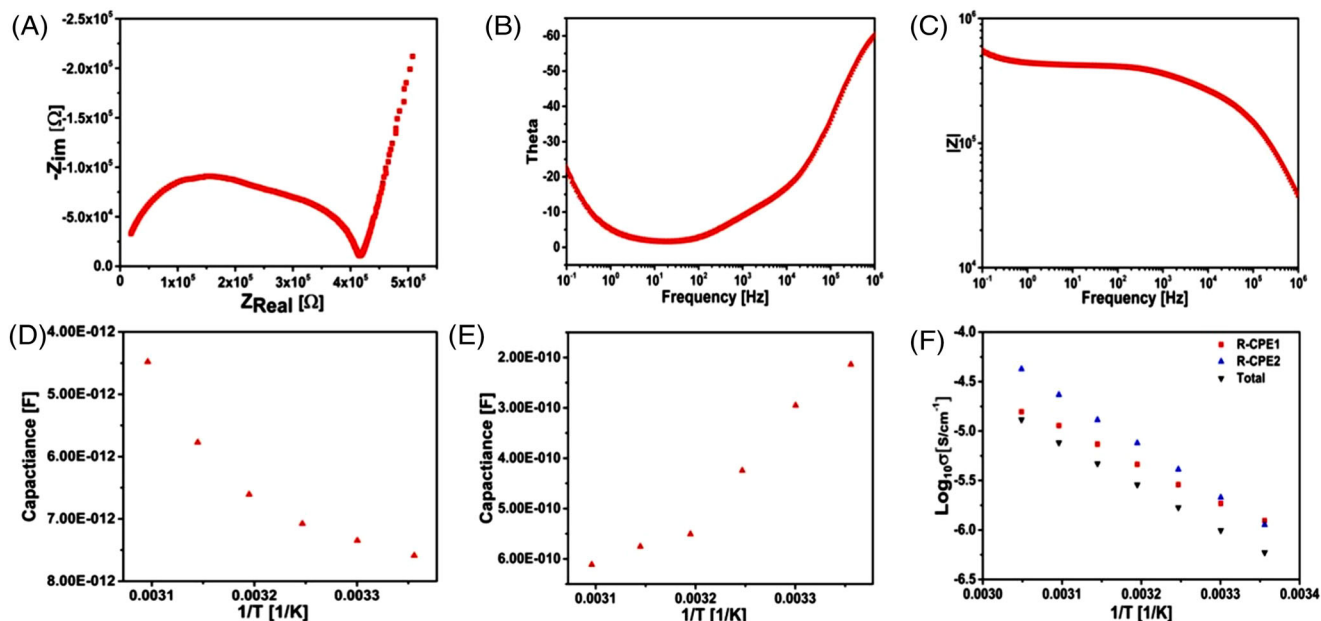 (A)
-2.5x10⁵
-2.0x10⁵
-1.5x10⁵
-1.0x10⁵
-5.0x10⁴
0.0
-Zim [Ω]
0 1x10⁵ 2x10⁵ 3x10⁵ 4x10⁵ 5x10⁵
ZReal [Ω]
(B)
-60
-50
-40
-30
-20
-10
0
Theta
10⁻¹ 10⁰ 10¹ 10² 10³ 10⁴ 10⁵ 10⁶
Frequency [Hz]
(C)
10⁶
10⁵
10⁴
|Z|
10⁻¹ 10⁰ 10¹ 10² 10³ 10⁴ 10⁵ 10⁶
Frequency [Hz]
(D)
4.00E-012
5.00E-012
6.00E-012
7.00E-012
8.00E-012
Capactiance [F]
0.0031 0.0032 0.0033
1/T [1/K]
(E)
2.00E-010
3.00E-010
4.00E-010
5.00E-010
6.00E-010
Capactiance [F]
0.0031 0.0032 0.0033
1/T [1/K]
(F)
-4.0
-4.5
-5.0
-5.5
-6.0
-6.5
Log₁₀σ[S/cm⁻¹]
R-CPE1
R-CPE2
Total
0.0030 0.0031 0.0032 0.0033 0.0034
1/T [1/K]